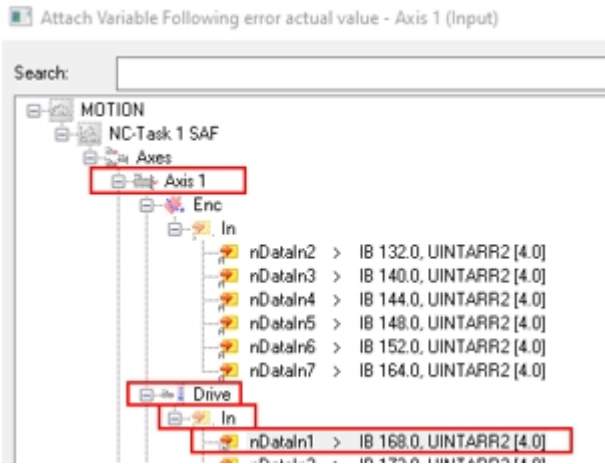 Attach Variable Following error actual value - Axis 1 (Input)
Search:
MOTION
NC-Task 1 SAF
Axes
Axis 1
Enc
In
nDataIn2 > IB 132.0, UINTARR2 [4.0]
nDataIn3 > IB 140.0, UINTARR2 [4.0]
nDataIn4 > IB 144.0, UINTARR2 [4.0]
nDataIn5 > IB 148.0, UINTARR2 [4.0]
nDataIn6 > IB 152.0, UINTARR2 [4.0]
nDataIn7 > IB 164.0, UINTARR2 [4.0]
Drive
In
nDataIn1 > IB 168.0, UINTARR2 [4.0]